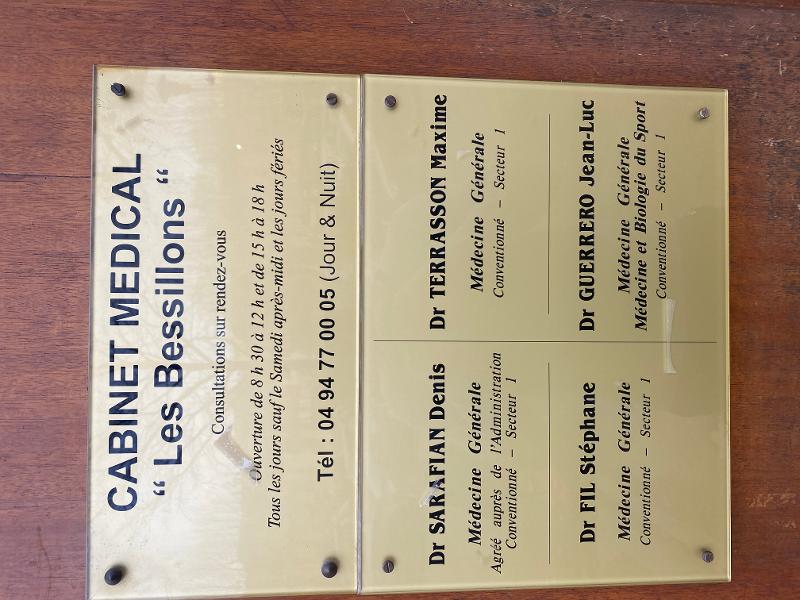 CABINET MEDICAL
“ Les Bessillons “
Consultations sur rendez-vous
Ouverture de 8 h 30 à 12 h et de 15 h à 18 h
Tous les jours sauf le Samedi après-midi et les jours fériés
Tél : 04 94 77 00 05 (Jour & Nuit)
Dr SARAFIAN Denis
Médecine Générale
Agréé auprès de l'Administration
Conventionné – Secteur 1
Dr TERRASSON Maxime
Médecine Générale
Conventionné – Secteur 1
Dr FIL Stéphane
Médecine Générale
Conventionné – Secteur 1
Dr GUERRERO Jean-Luc
Médecine Générale
Médecine et Biologie du Sport
Conventionné – Secteur 1